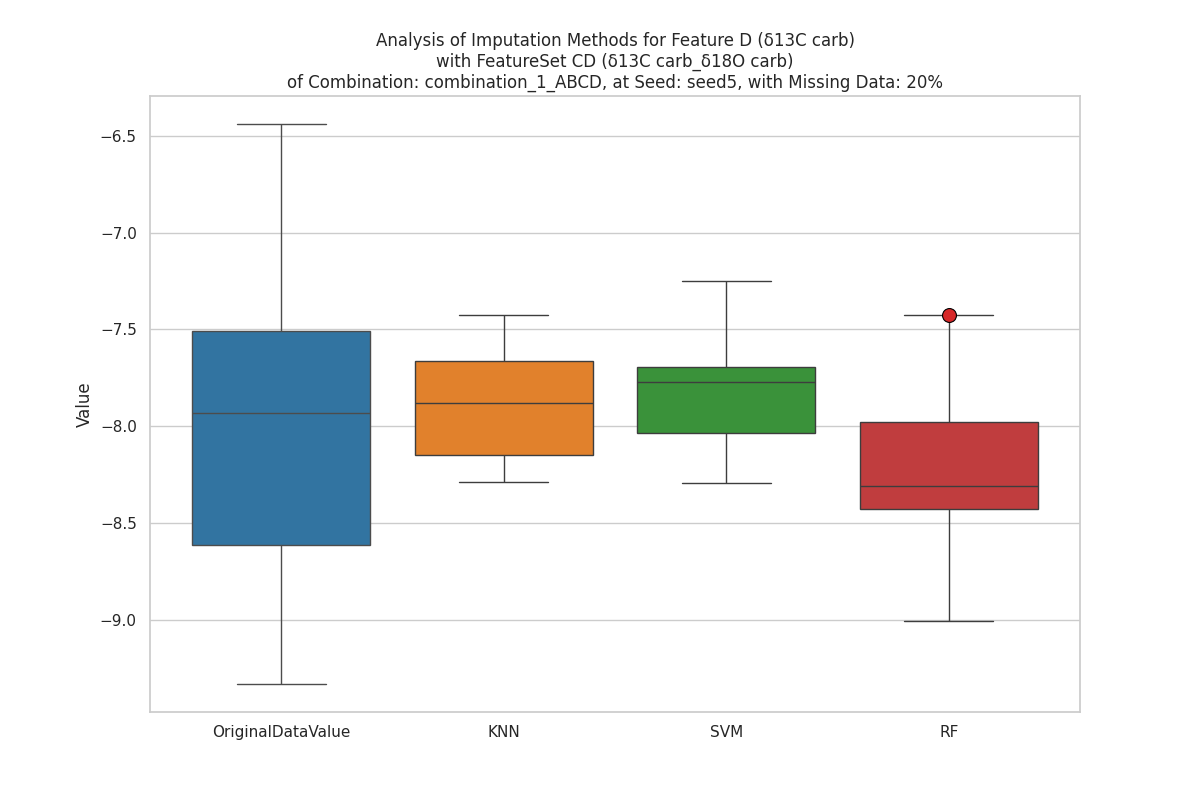 Analysis of Imputation Methods for Feature D (δ13C carb)
with FeatureSet CD (δ13C carb_δ18O carb)
of Combination: combination_1_ABCD, at Seed: seed5, with Missing Data: 20%
−6.5
−7.0
−7.5
−8.0
−8.5
−9.0
Value
OriginalDataValue
KNN
SVM
RF